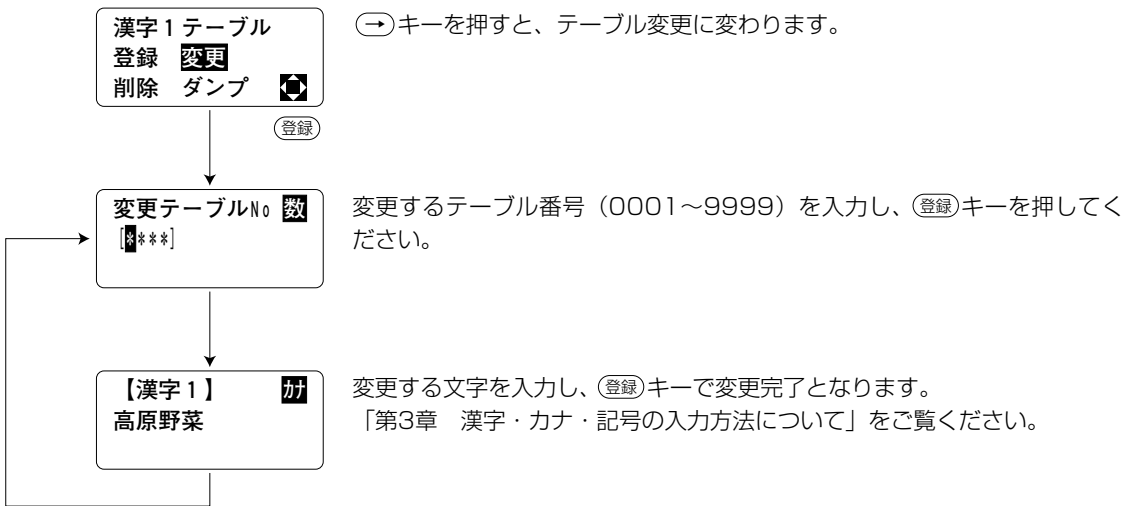 漢字1テーブル
登録 変更
削除 ダンプ
→キーを押すと、テーブル変更に変わります。
登録
変更テーブルNo 数
[****]
変更するテーブル番号（0001〜9999）を入力し、登録キーを押してく
ださい。
【漢字1】 カナ
高原野菜
変更する文字を入力し、登録キーで変更完了となります。
「第3章　漢字・カナ・記号の入力方法について」をご覧ください。